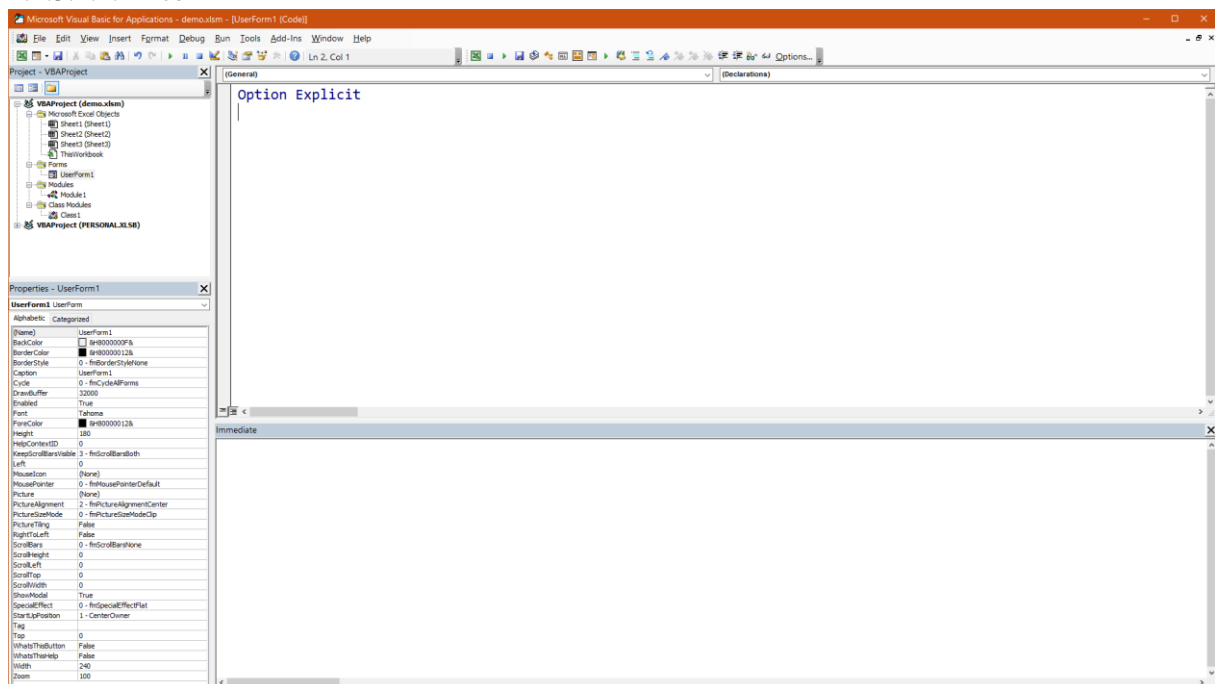 Microsoft Visual Basic for Applications - demo.xlsm - [UserForm1 (Code)]
File Edit View Insert Format Debug Run Tools Add-Ins Window Help
Ln 2, Col 1
Options...
Project - VBAProject
VBAProject (demo.xlsm)
Microsoft Excel Objects
Sheet1 (Sheet1)
Sheet2 (Sheet2)
Sheet3 (Sheet3)
ThisWorkbook
Forms
UserForm1
Modules
Module1
Class Modules
Class1
VBAProject (PERSONAL.XLSB)
Properties - UserForm1
UserForm1 UserForm
Alphabetic Categorized
(Name) UserForm1
BackColor &H8000000F&
BorderColor &H80000012&
BorderStyle 0 - fmBorderStyleNone
Caption UserForm1
Cycle 0 - fmCycleAllForms
DrawBuffer 32000
Enabled True
Font Tahoma
ForeColor &H80000012&
Height 180
HelpContextID 0
KeepScrollBarsVisible 3 - fmScrollBarsBoth
Left 0
MouseIcon (None)
MousePointer 0 - fmMousePointerDefault
Picture (None)
PictureAlignment 2 - fmPictureAlignmentCenter
PictureSizeMode 0 - fmPictureSizeModeClip
PictureTiling False
RightToLeft False
ScrollBars 0 - fmScrollBarsNone
ScrollHeight 0
ScrollLeft 0
ScrollTop 0
ScrollWidth 0
ShowModal True
SpecialEffect 0 - fmSpecialEffectFlat
StartUpPosition 1 - CenterOwner
Tag
Top 0
WhatsThisButton False
WhatsThisHelp False
Width 240
Zoom 100
(General)
(Declarations)
Option Explicit
Immediate